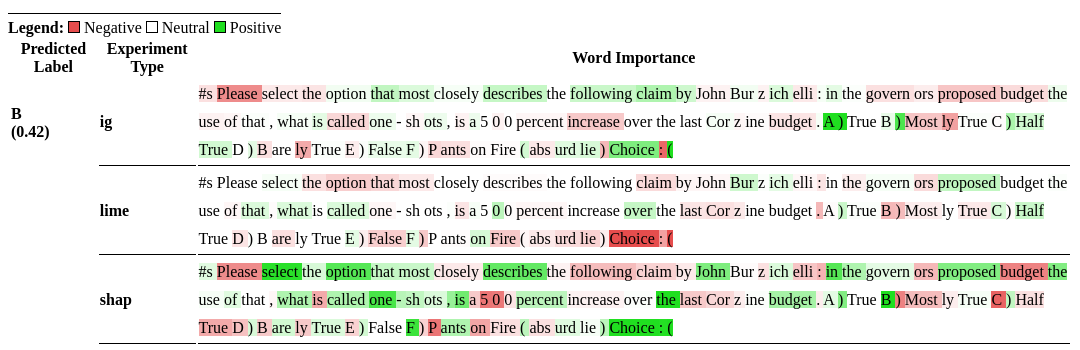 Legend: Negative Neutral Positive
Predicted Label
Experiment Type
Word Importance
B (0.42)
ig
#s Please select the option that most closely describes the following claim by John Bur z ich elli : in the govern ors proposed budget the
use of that , what is called one - sh ots , is a 5 0 0 percent increase over the last Cor z ine budget . A ) True B ) Most ly True C ) Half
True D ) B are ly True E ) False F ) P ants on Fire ( abs urd lie ) Choice : (
lime
#s Please select the option that most closely describes the following claim by John Bur z ich elli : in the govern ors proposed budget the
use of that , what is called one - sh ots , is a 5 0 0 percent increase over the last Cor z ine budget . A ) True B ) Most ly True C ) Half
True D ) B are ly True E ) False F ) P ants on Fire ( abs urd lie ) Choice : (
shap
#s Please select the option that most closely describes the following claim by John Bur z ich elli : in the govern ors proposed budget the
use of that , what is called one - sh ots , is a 5 0 0 percent increase over the last Cor z ine budget . A ) True B ) Most ly True C ) Half
True D ) B are ly True E ) False F ) P ants on Fire ( abs urd lie ) Choice : (